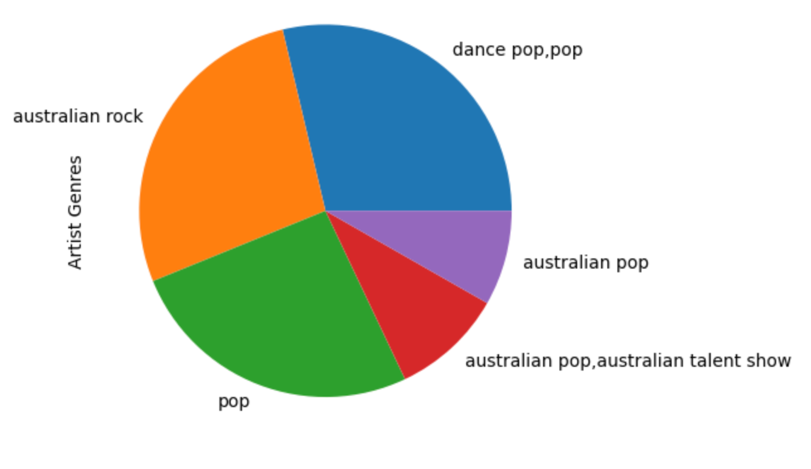 dance pop,pop
australian rock
Artist Genres
australian pop
australian pop,australian talent show
pop